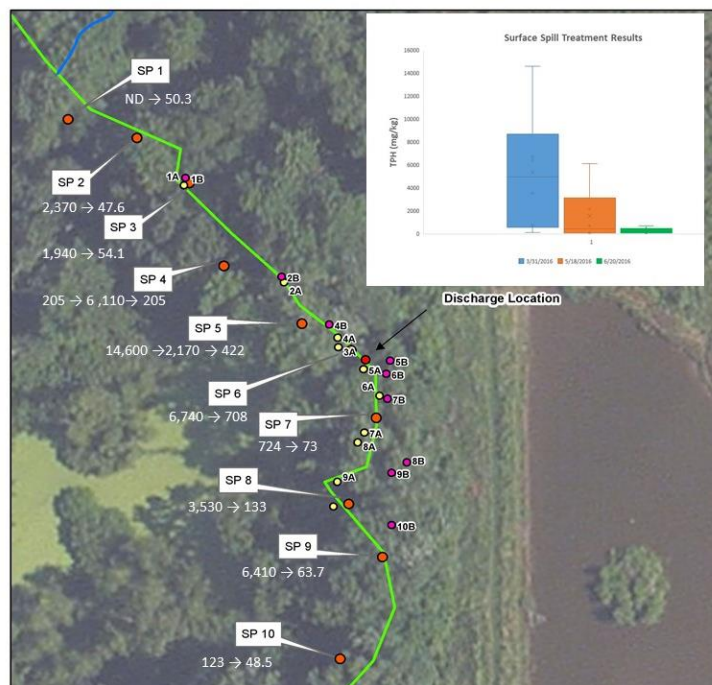 Surface Spill Treatment Results
16000
14000
12000
10000
8000
6000
4000
2000
0
TPH (mg/kg)
1
3/31/2016 5/18/2016 6/20/2016
SP 1
ND → 50.3
SP 2
2,370 → 47.6
1A
1B
SP 3
1,940 → 54.1
SP 4
205 → 6 ,110→ 205
2B
2A
Discharge Location
SP 5
14,600 →2,170 → 422
4B
4A
3A
5A
5B
6B
SP 6
6,740 → 708
6A
7B
SP 7
724 → 73
7A
8A
8B
9B
SP 8
3,530 → 133
9A
10B
SP 9
6,410 → 63.7
SP 10
123 → 48.5